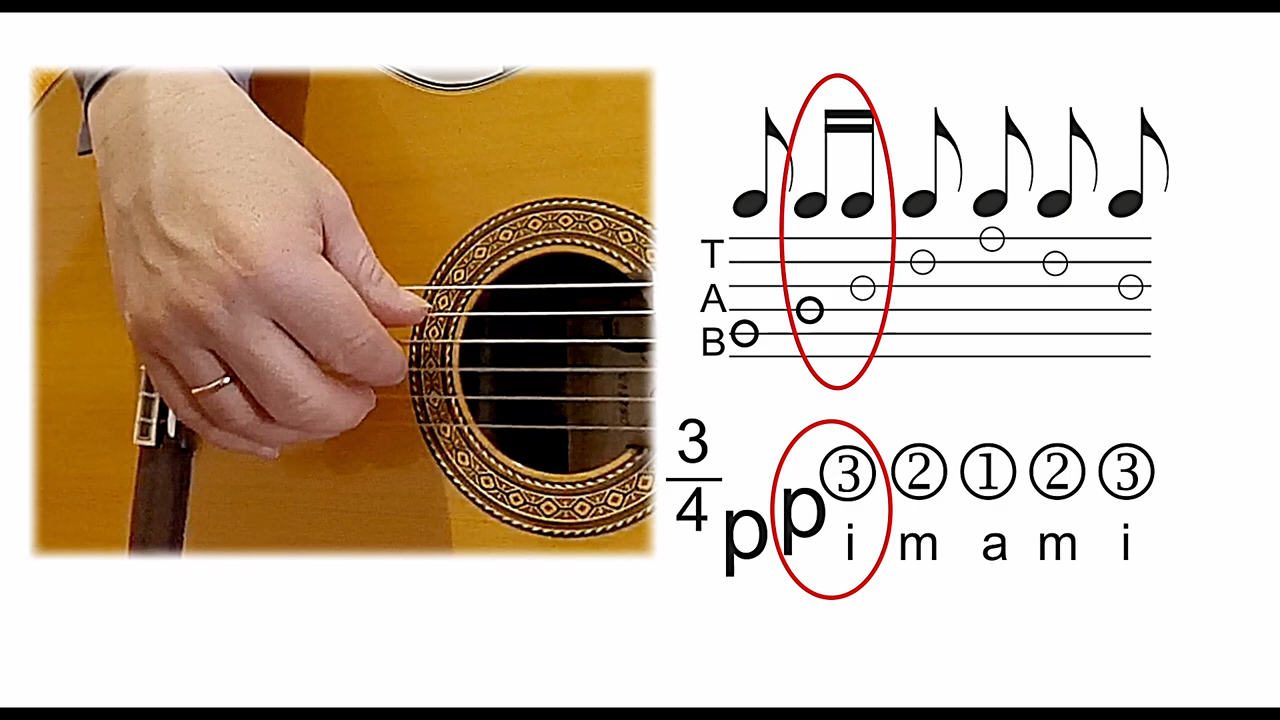 T
A
B
3
4
p p ③ ② ① ② ③
i m a m i